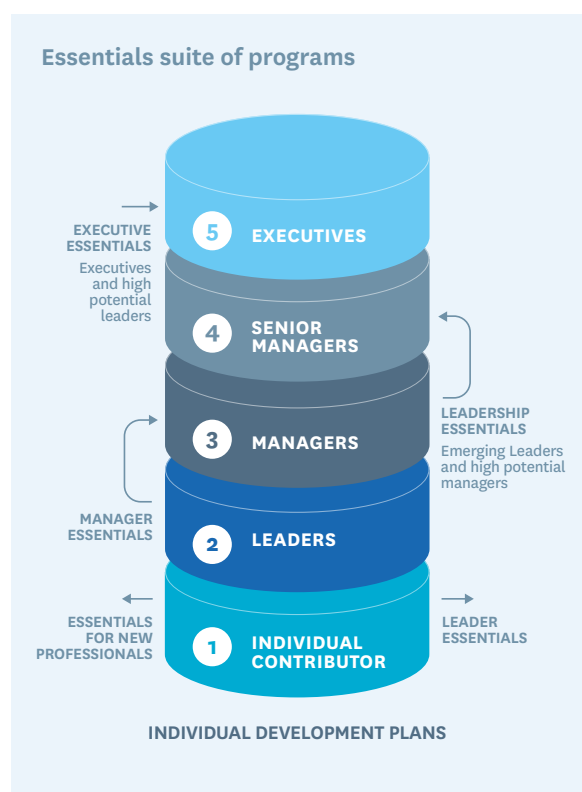 Essentials suite of programs
EXECUTIVE
ESSENTIALS
Executives
and high
potential
leaders
5
EXECUTIVES
4
SENIOR
MANAGERS
LEADERSHIP
ESSENTIALS
Emerging Leaders
and high potential
managers
3
MANAGERS
MANAGER
ESSENTIALS
2
LEADERS
ESSENTIALS
FOR NEW
PROFESSIONALS
1
INDIVIDUAL
CONTRIBUTOR
LEADER
ESSENTIALS
INDIVIDUAL DEVELOPMENT PLANS